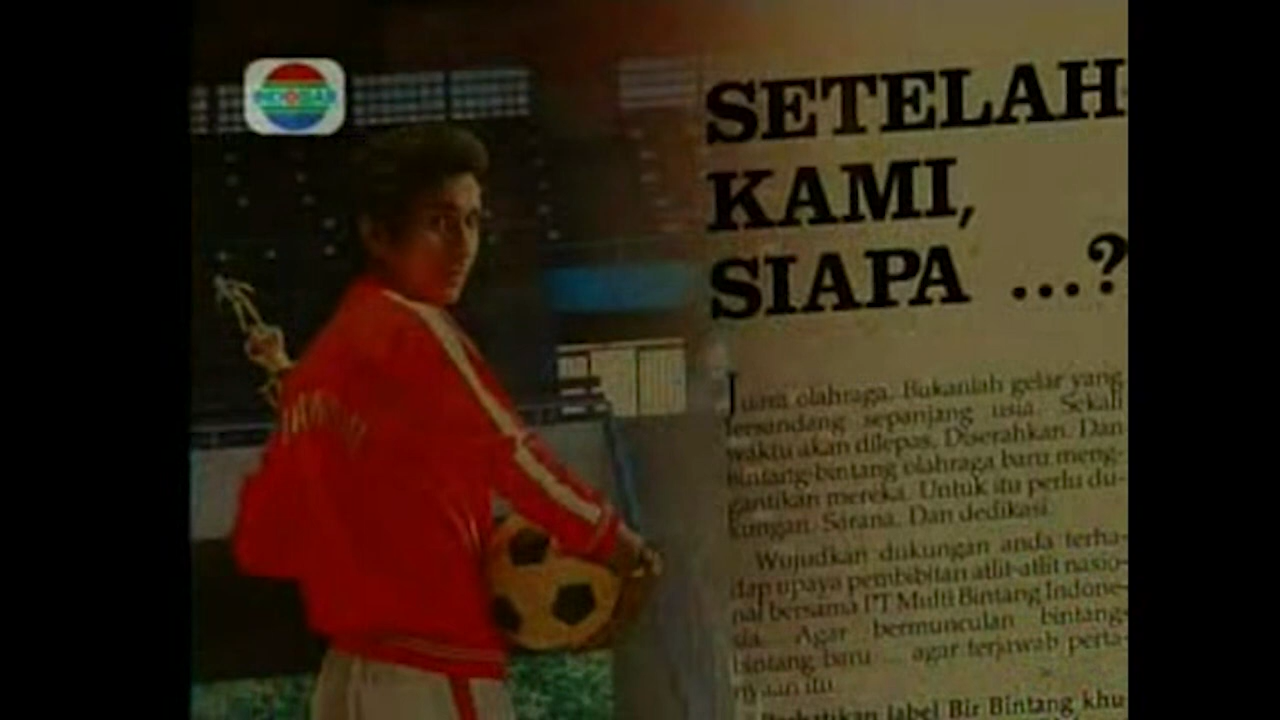 INDOSIAR
SETELAH
KAMI,
SIAPA ...?
Juara olahraga. Bukanlah gelar yang
tersandang sepanjang usia. Sekali
waktu akan dilepas. Diserahkan. Dan
bintang-bintang olahraga baru meng-
gantikan mereka. Untuk itu perlu du-
kungan. Sarana. Dan dedikasi.
Wujudkan dukungan anda terha-
dap upaya pembibitan atlit-atlit nasio-
nal bersama PT Multi Bintang Indone-
sia. Agar bermunculan bintang-
bintang baru ... agar terjawab perta-
nyaan itu.
Perhatikan label Bir Bintang khu